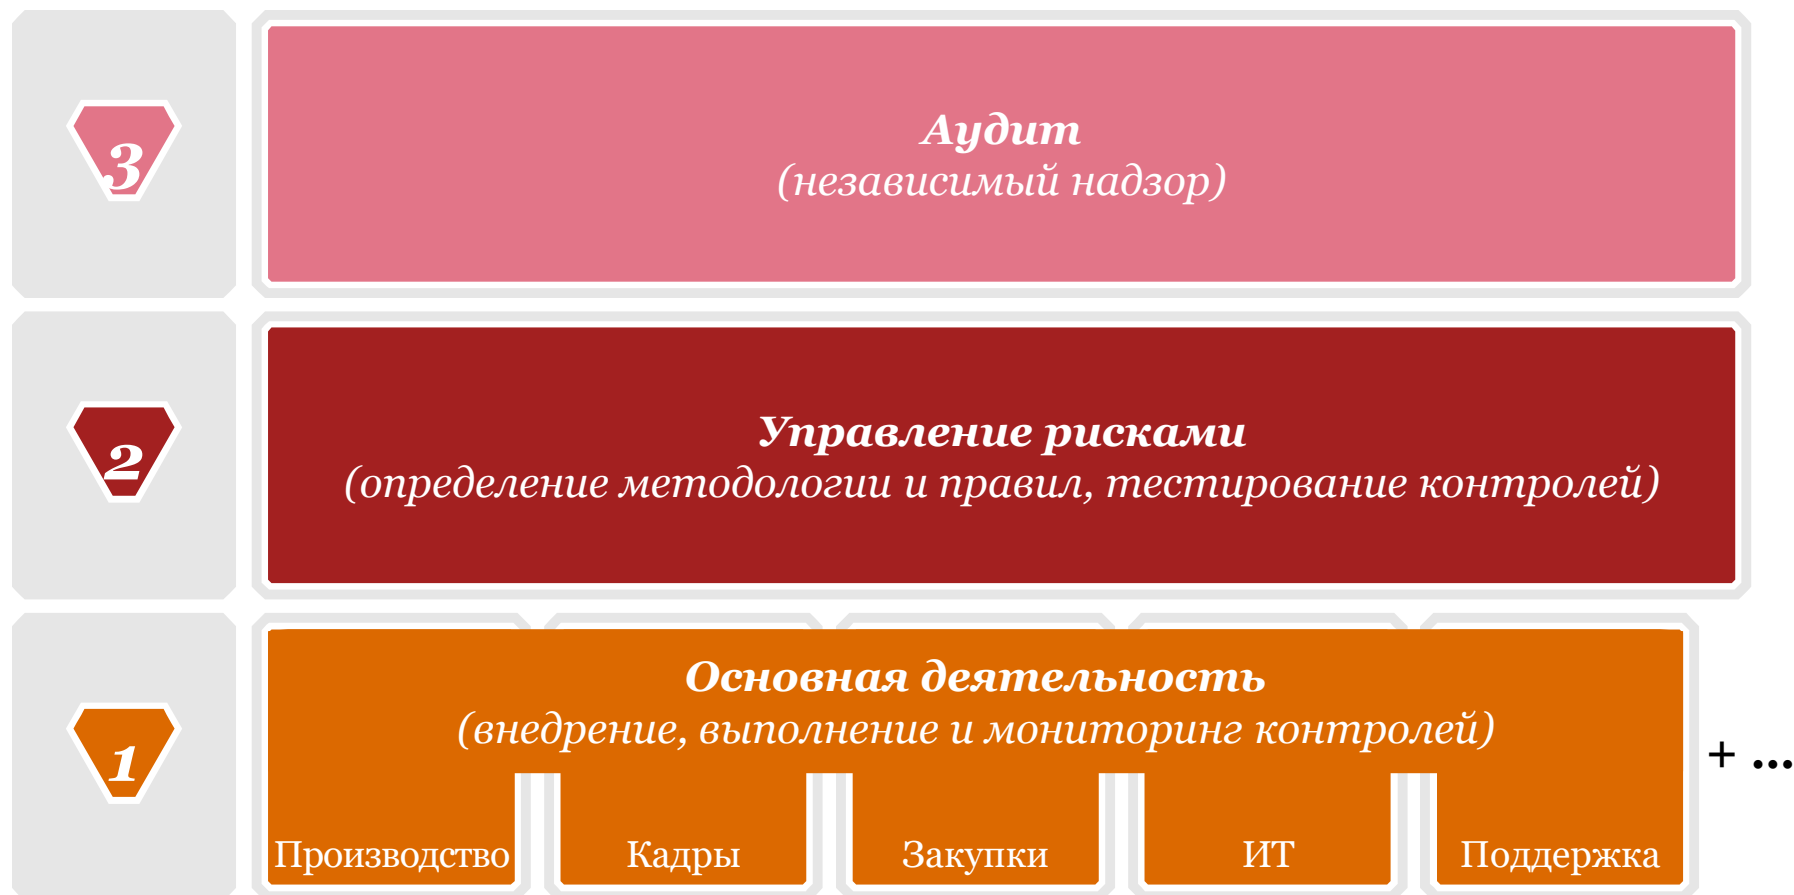 3
Аудит
(независимый надзор)
2
Управление рисками
(определение методологии и правил, тестирование контролей)
1
Основная деятельность
(внедрение, выполнение и мониторинг контролей)
+ ...
Производство
Кадры
Закупки
ИТ
Поддержка